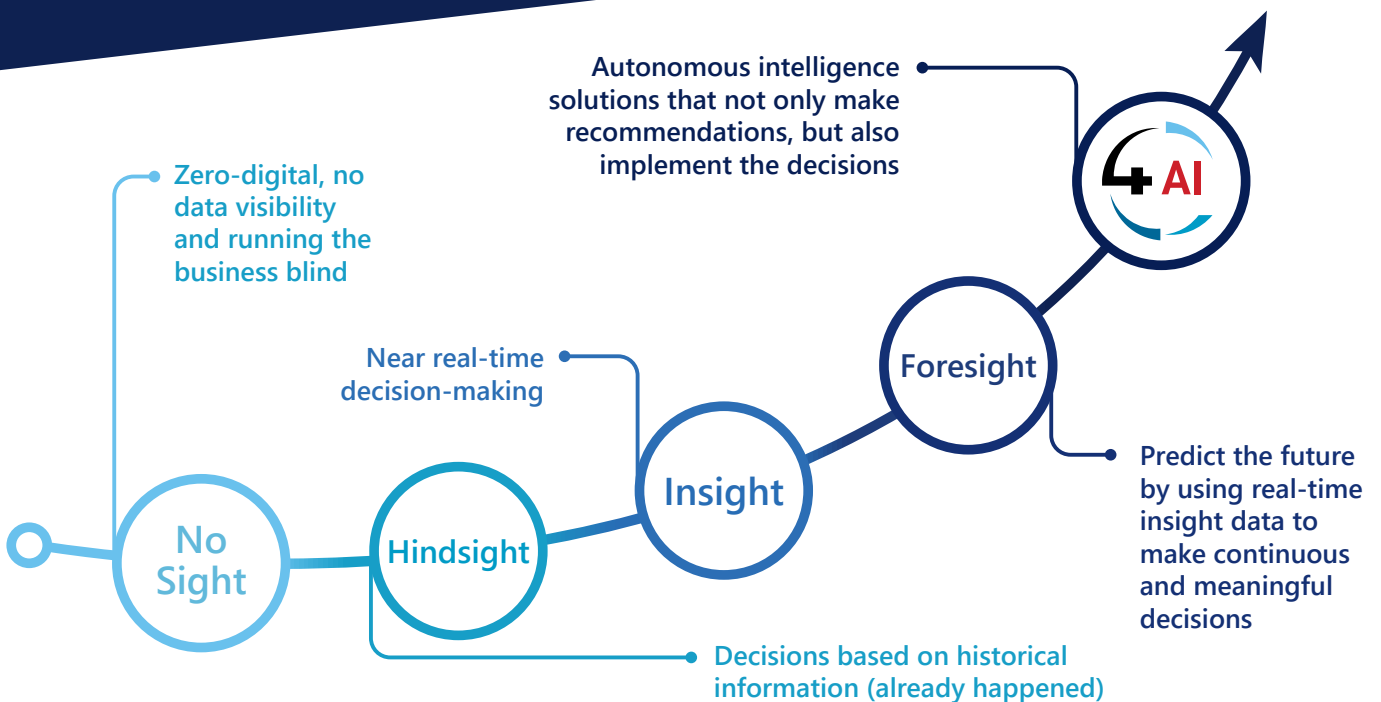 Autonomous intelligence
solutions that not only make
recommendations, but also
implement the decisions
4 AI
Zero-digital, no
data visibility
and running the
business blind
Near real-time
decision-making
Foresight
Insight
Predict the future
by using real-time
insight data to
make continuous
and meaningful
decisions
No
Sight
Hindsight
Decisions based on historical
information (already happened)